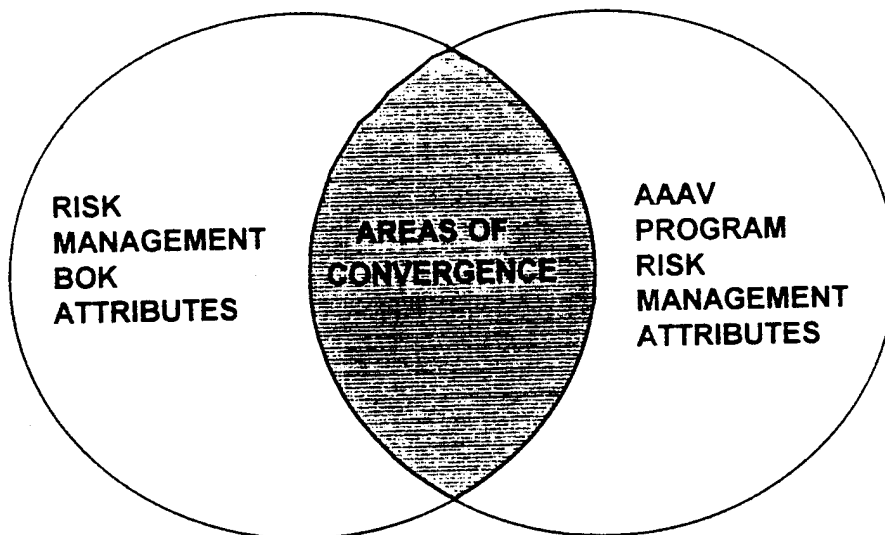 RISK
MANAGEMENT
BOK
ATTRIBUTES
AREAS OF
CONVERGENCE
AAAV
PROGRAM
RISK
MANAGEMENT
ATTRIBUTES